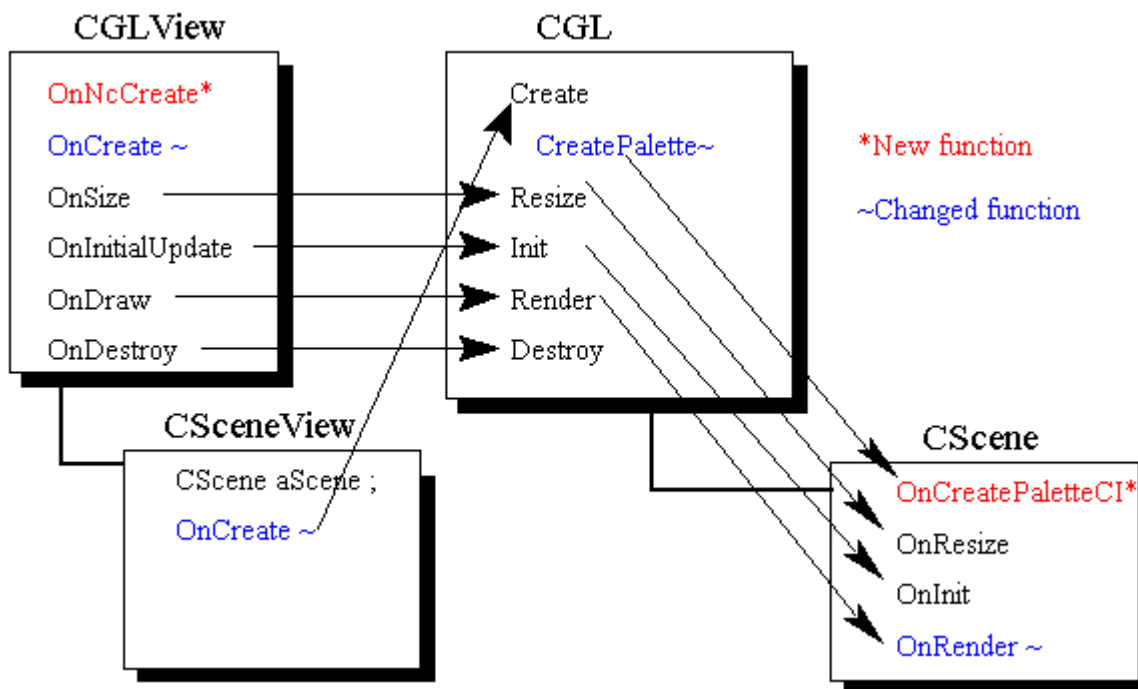 CGLView
OnNcCreate*
OnCreate ~
OnSize
OnInitialUpdate
OnDraw
OnDestroy
CGL
Create
CreatePalette~
Resize
Init
Render
Destroy
*New function
~Changed function
CSceneView
CScene aScene ;
OnCreate ~
CScene
OnCreatePaletteCI*
OnResize
OnInit
OnRender ~